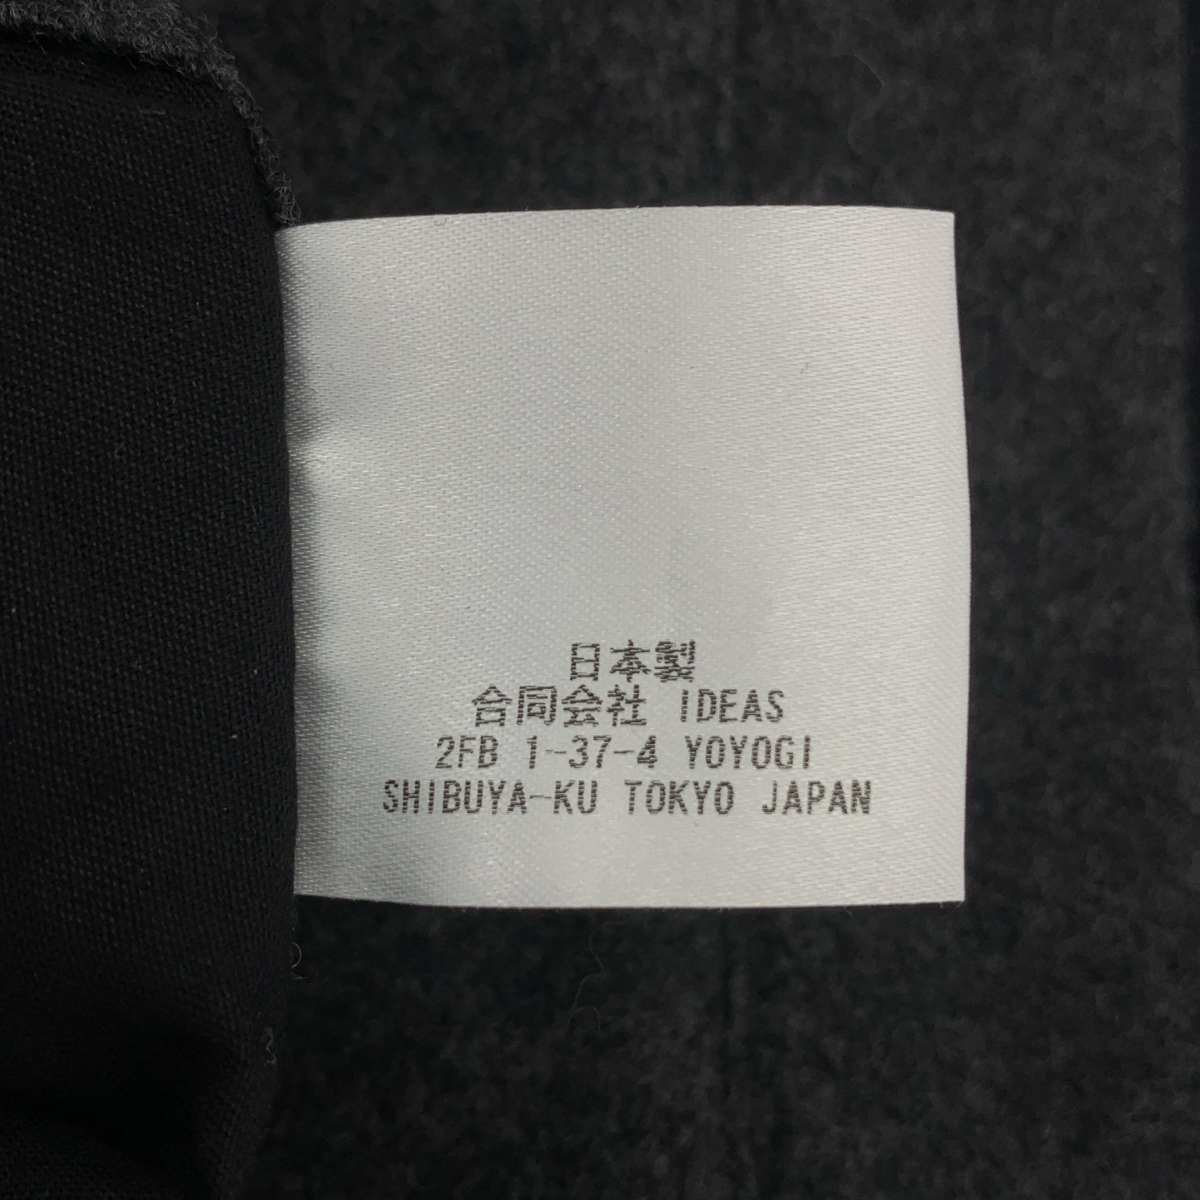 日本製
合同会社 IDEAS
2FB 1-37-4 YOYOGI
SHIBUYA-KU TOKYO JAPAN